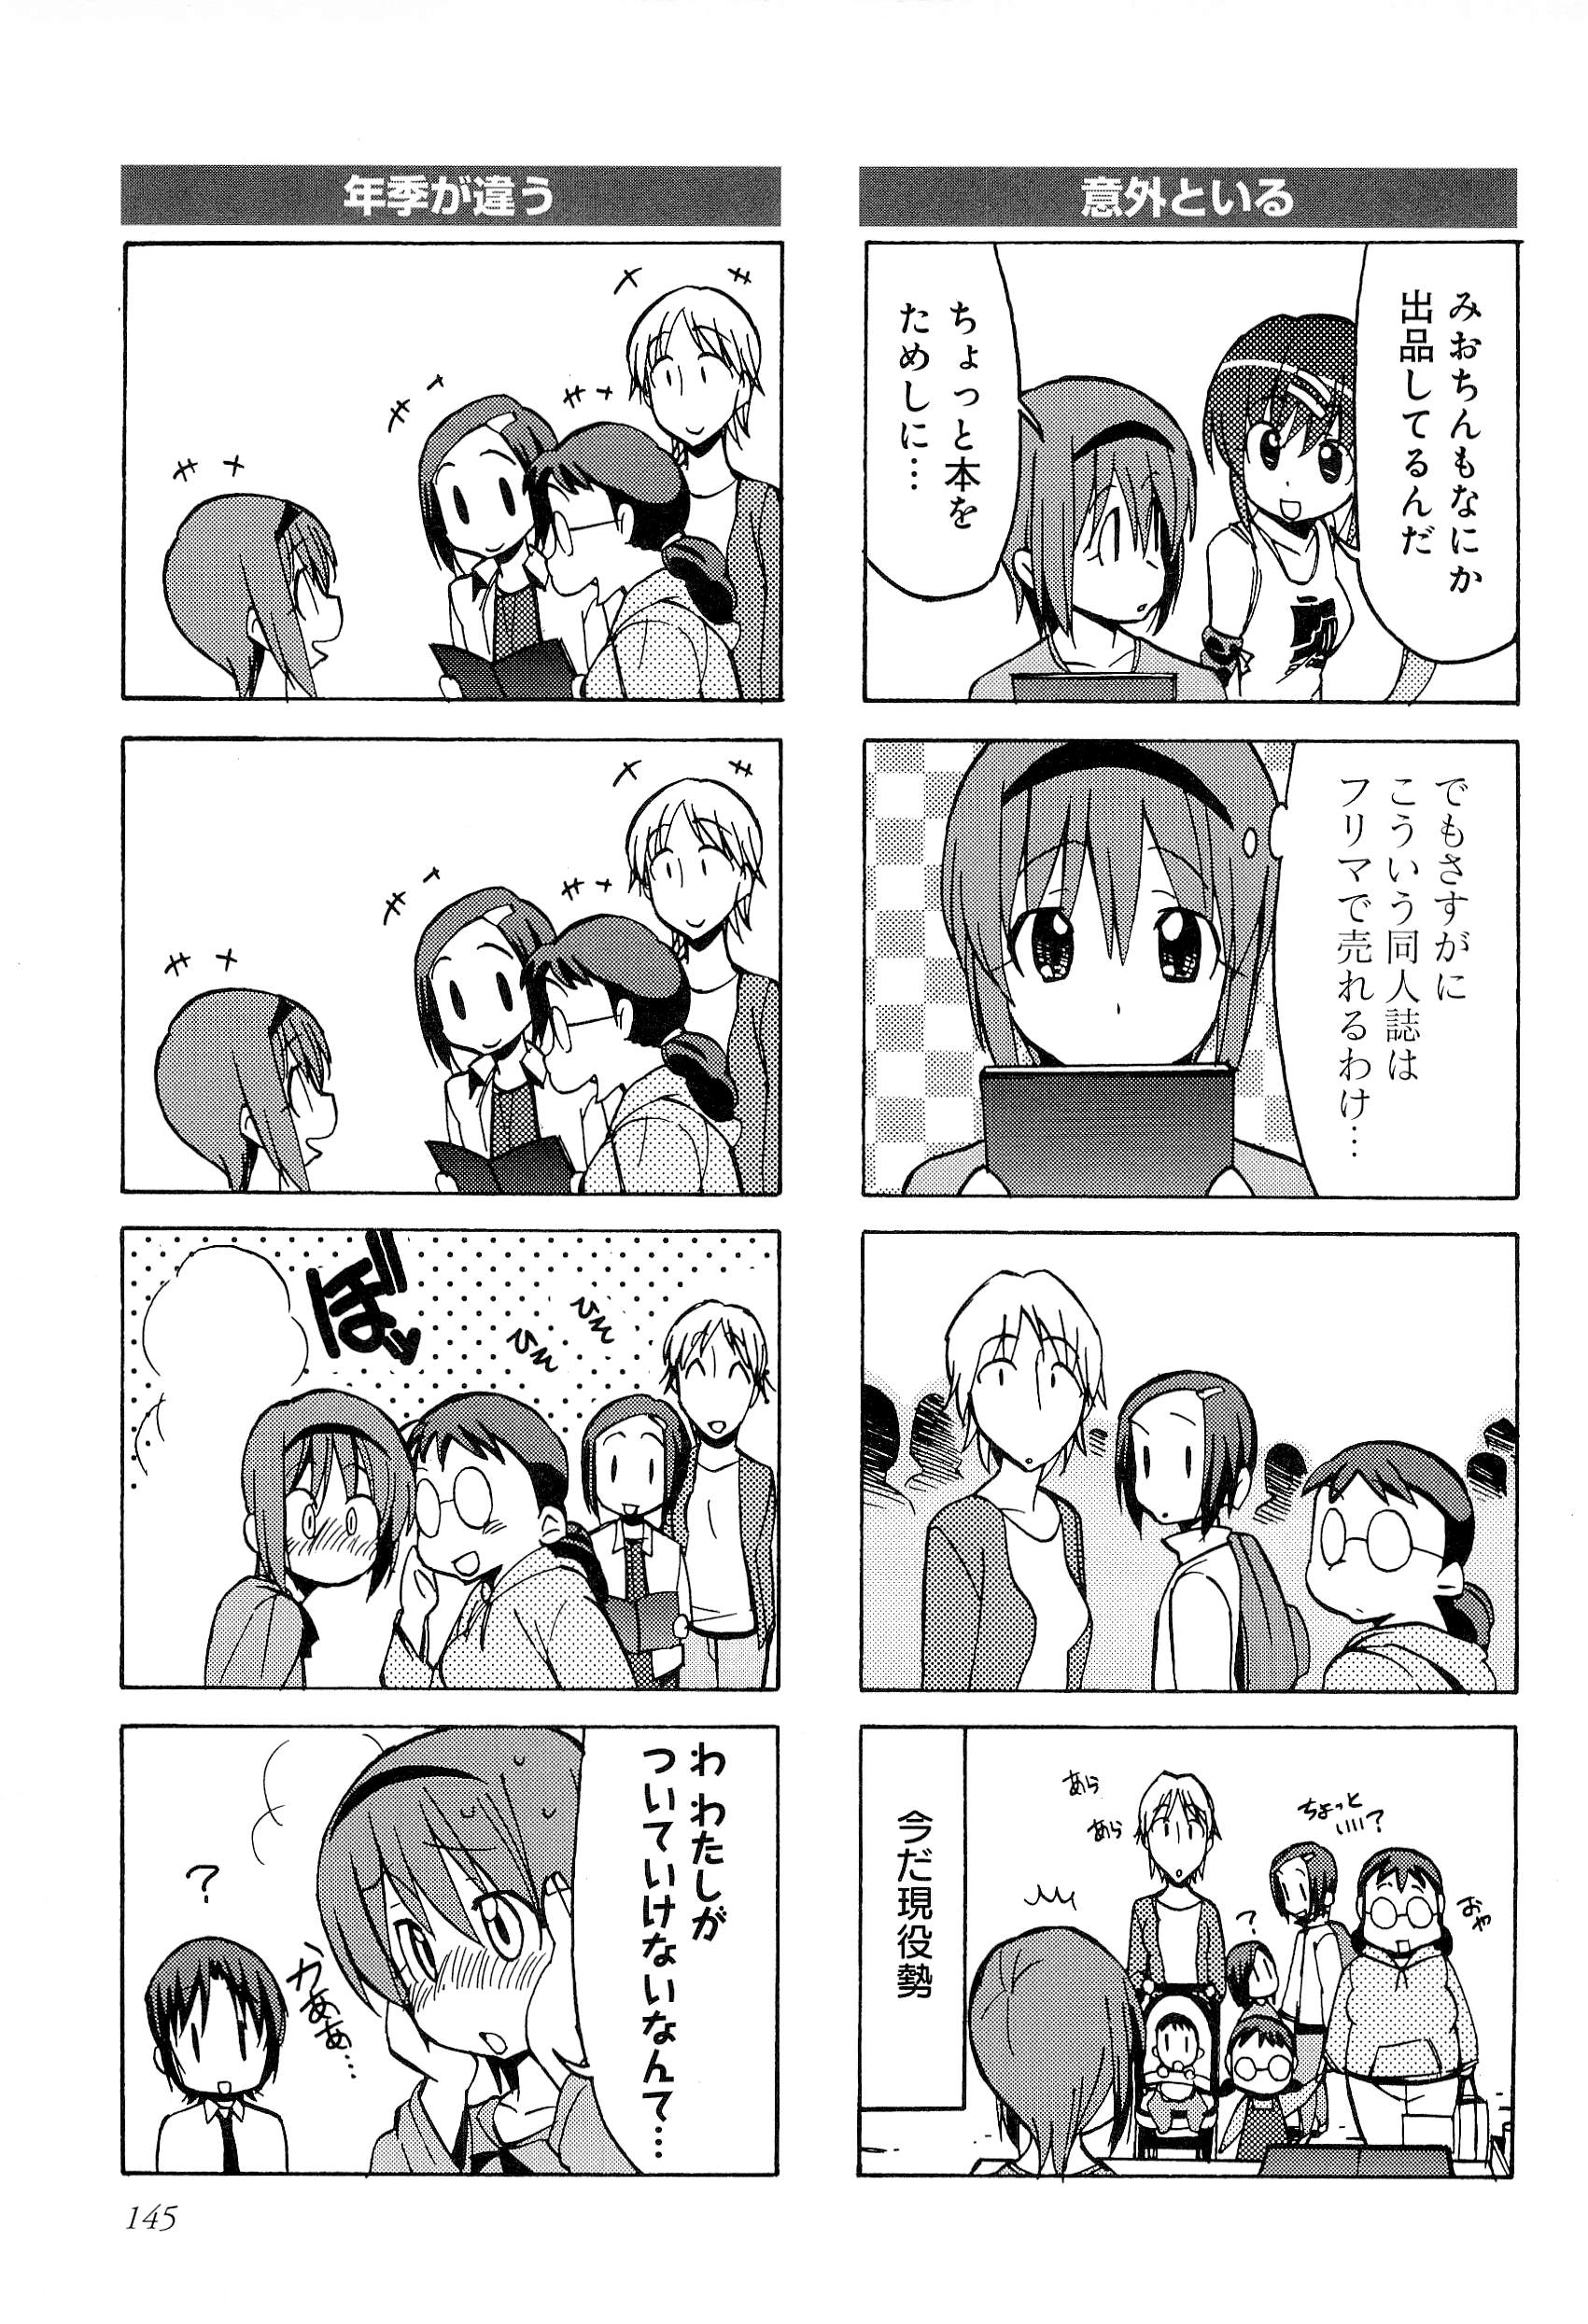 意外といる
みおちんもなにか
出品してるんだ
ちょっと本を
ためしに…
でもさすがに
こういう同人誌は
フリマで売れるわけ…
あら
あら
ちょっと
いい?
おや
?
今だ現役勢
年季が違う
ぼっ
ひそ
ひそ
わ わたしが
ついていけないなんて…
うわあぁ…
?
145